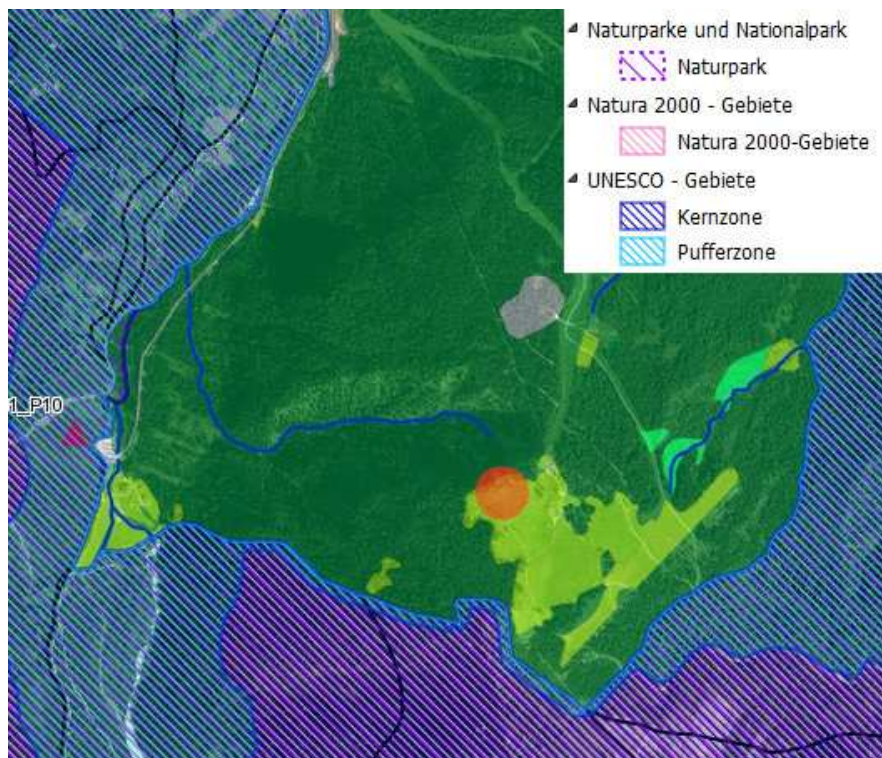 Naturparke und Nationalpark
Naturpark
Natura 2000 - Gebiete
Natura 2000-Gebiete
UNESCO - Gebiete
Kernzone
Pufferzone
1_P10